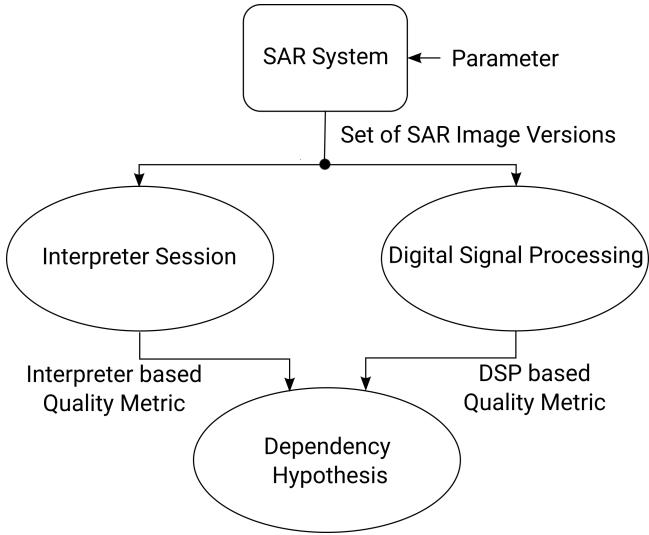 SAR System
Parameter
Set of SAR Image Versions
Interpreter Session
Digital Signal Processing
Interpreter based
Quality Metric
DSP based
Quality Metric
Dependency
Hypothesis